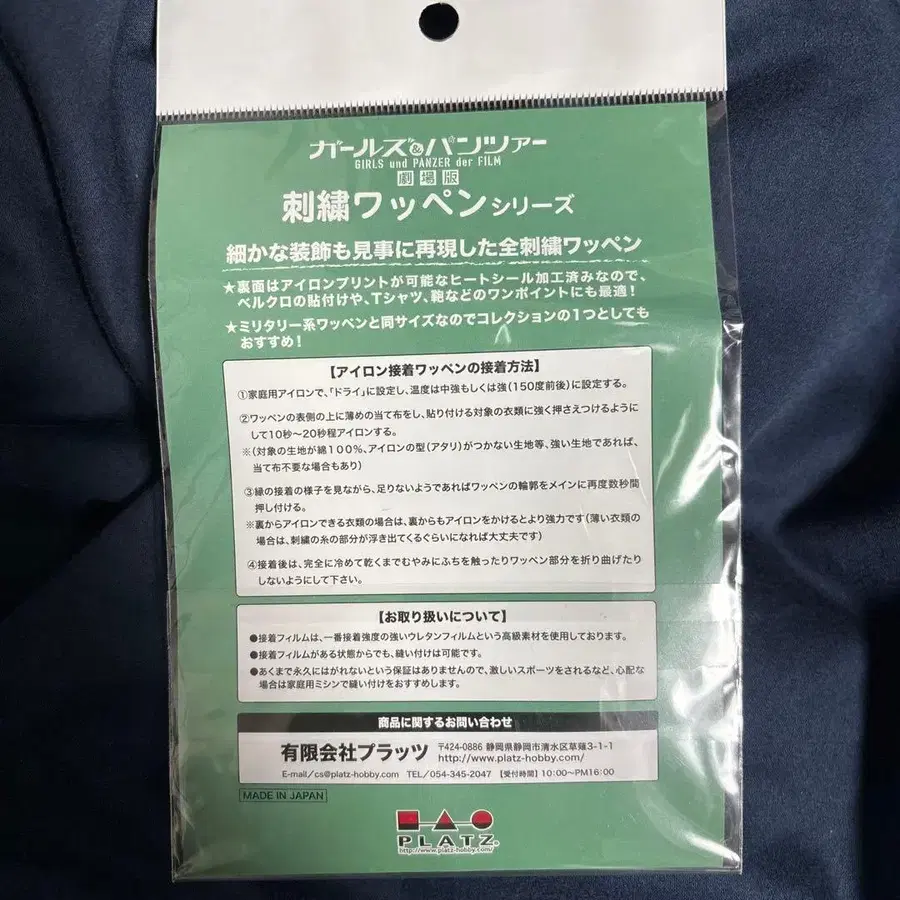 ガールズ&パンツァー
GIRLS und PANZER der FILM
劇場版
刺繍ワッペンシリーズ
細かな装飾も見事に再現した全刺繍ワッペン
★裏面はアイロンプリントが可能なヒートシール加工済みなので、
ベルクロの貼付けや、Tシャツ、鞄などのワンポイントにも最適!
★ミリタリー系ワッペンと同サイズなのでコレクションの1つとしても
おすすめ!
【アイロン接着ワッペンの接着方法】
①家庭用アイロンで、「ドライ」に設定し、温度は中強もしくは強(150度前後)に設定する。
②ワッペンの表側の上に薄めの当て布をし、貼り付ける対象の衣類に強く押さえつけるように
して10秒〜20秒程アイロンする。
※(対象の生地が綿100%、アイロンの型(アタリ)がつかない生地等、強い生地であれば、
当て布不要な場合もあり)
③縁の接着の様子を見ながら、足りないようであればワッペンの輪郭をメインに再度数秒間
押し付ける。
※裏からアイロンできる衣類の場合は、裏からもアイロンをかけるとより強力です(薄い衣類の
場合は、刺繍の糸の部分が浮き出てくるぐらいになれば大丈夫です)
④接着後は、完全に冷めて乾くまでむやみにふちを触ったりワッペン部分を折り曲げたり
しないようにして下さい。
【お取り扱いについて】
●接着フィルムは、一番接着強度の強いウレタンフィルムという高級素材を使用しております。
●接着フィルムがある状態からでも、縫い付けは可能です。
●あくまで永久にはがれないという保証はありませんので、激しいスポーツをされるなど、心配な
場合は家庭用ミシンで縫い付けをおすすめします。
商品に関するお問い合わせ
有限会社プラッツ 〒424-0886 静岡県静岡市清水区草薙3-1-1
http://www.platz-hobby.com/
E-mail/cs@platz-hobby.com TEL/054-345-2047 【受付時間】10:00〜PM16:00
MADE IN JAPAN
PLATZ
http://www.platz-hobby.com/